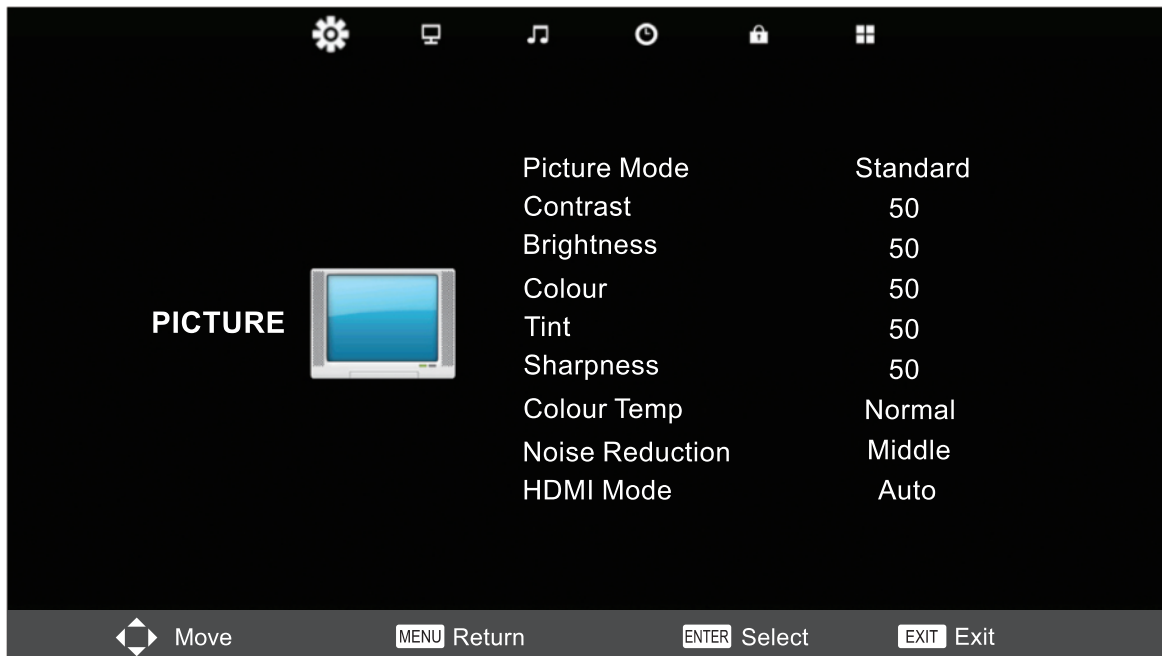 Picture Mode Standard
Contrast 50
Brightness 50
Colour 50
PICTURE
Tint 50
Sharpness 50
Colour Temp Normal
Noise Reduction Middle
HDMI Mode Auto
Move MENU Return ENTER Select EXIT Exit